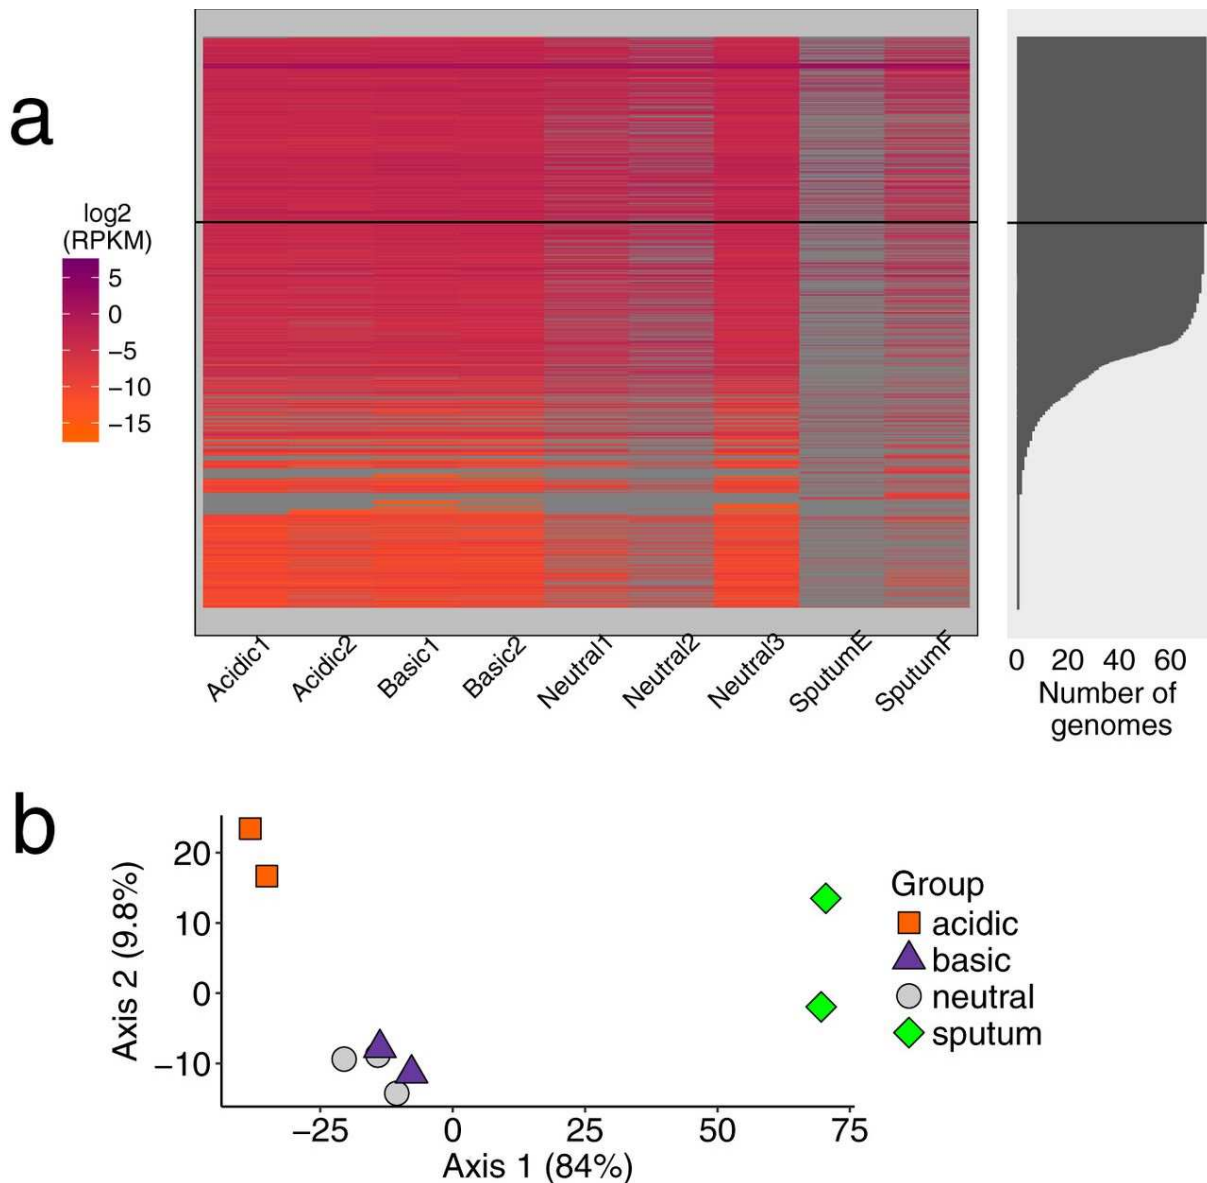 a
log2
(RPKM)
5
0
−5
−10
−15
Acidic1 Acidic2 Basic1 Basic2 Neutral1 Neutral2 Neutral3 SputumE SputumF
0 20 40 60
Number of
genomes
b
Axis 2 (9.8%)
20
10
0
−10
−25 0 25 50 75
Axis 1 (84%)
Group
acidic
basic
neutral
sputum